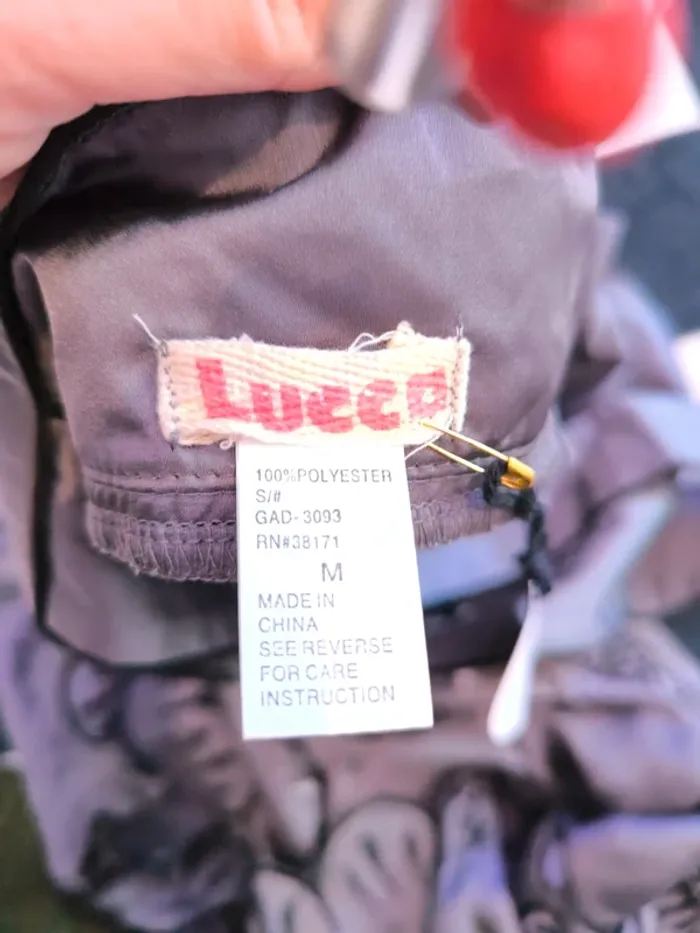 Lucca
100%POLYESTER
S/#
GAD-3093
RN#38171
M
MADE IN
CHINA
SEE REVERSE
FOR CARE
INSTRUCTION